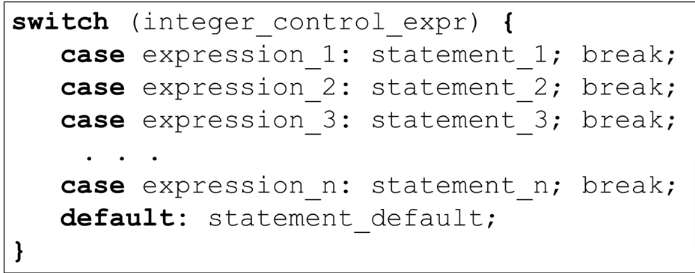 switch (integer_control_expr) {
case expression_1: statement_1; break;
case expression_2: statement_2; break;
case expression_3: statement_3; break;
. . .
case expression_n: statement_n; break;
default: statement_default;
}